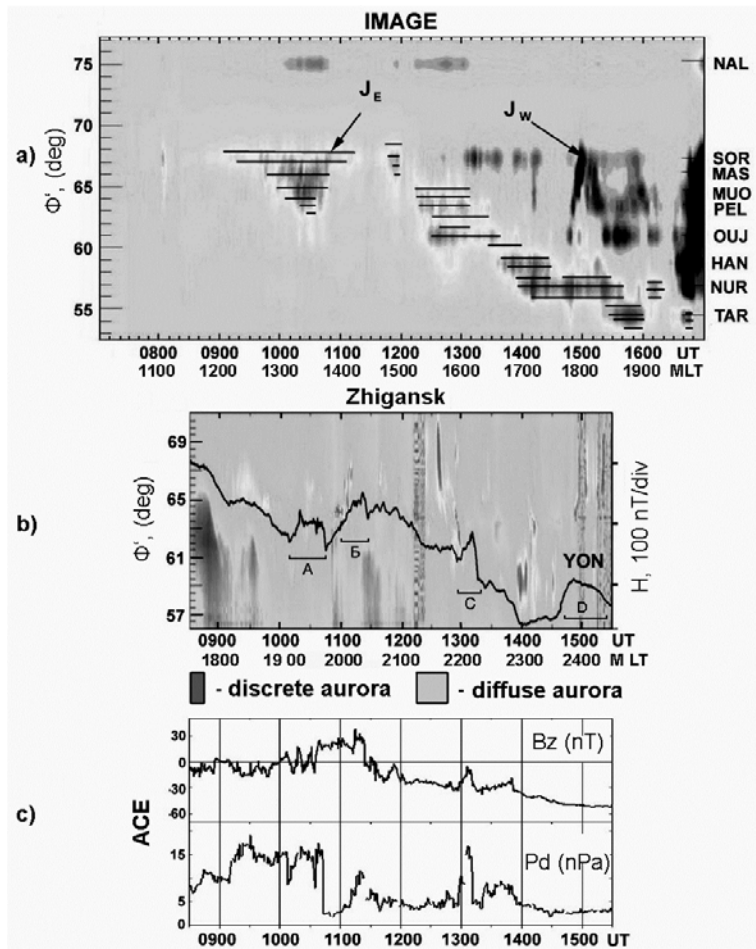 IMAGE
a)
Φ', (deg)
75
70
65
60
55
J E
J W
NAL
SOR
MAS
MUO
PEL
OUJ
HAN
NUR
TAR
0800 0900 1000 1100 1200 1300 1400 1500 1600 UT
1100 1200 1300 1400 1500 1600 1700 1800 1900 MLT
Zhigansk
b)
Φ', (deg)
69
65
61
57
A
Б
C
D
YON
H, 100 nT/div
0900 1000 1100 1200 1300 1400 1500 UT
1800 19 00 2000 2100 2200 2300 2400 M LT
- discrete aurora
- diffuse aurora
c)
ACE
30
0
-30
-60
Bz (nT)
15
5
0
Pd (nPa)
0900 1000 1100 1200 1300 1400 1500 UT